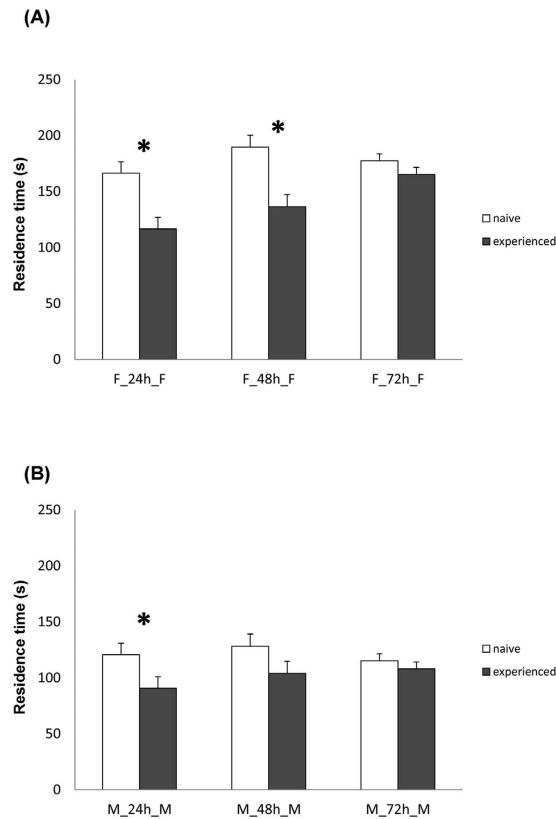 (A)
250
200
150
100
50
0
Residence time (s)
*
*
naive
experienced
F_24h_F
F_48h_F
F_72h_F
(B)
250
200
150
100
50
0
Residence time (s)
*
naive
experienced
M_24h_M
M_48h_M
M_72h_M